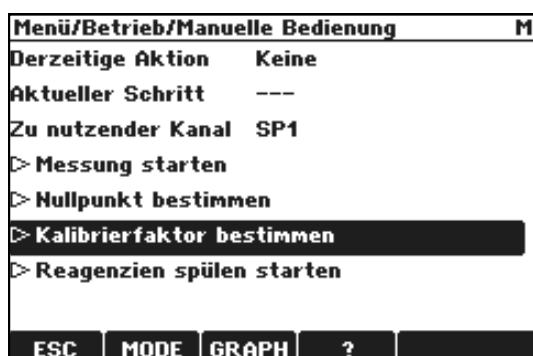 Menü/Betrieb/Manuelle Bedienung M
Derzeitige Aktion Keine
Aktueller Schritt ---
Zu nutzender Kanal SP1
▷ Messung starten
▷ Nullpunkt bestimmen
▷ Kalibrierfaktor bestimmen
▷ Reagenzien spülen starten
ESC MODE GRAPH ?